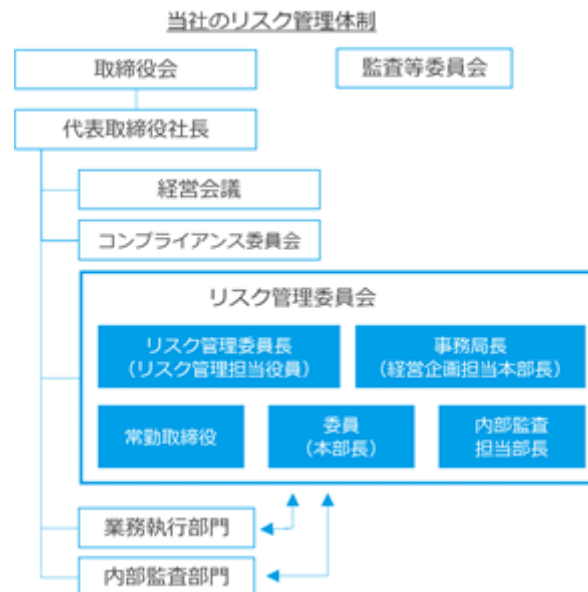 当社のリスク管理体制
取締役会
監査等委員会
代表取締役社長
経営会議
コンプライアンス委員会
リスク管理委員会
リスク管理委員長
(リスク管理担当役員)
事務局長
(経営企画担当本部長)
常勤取締役
委員
(本部長)
内部監査
担当部長
業務執行部門
内部監査部門